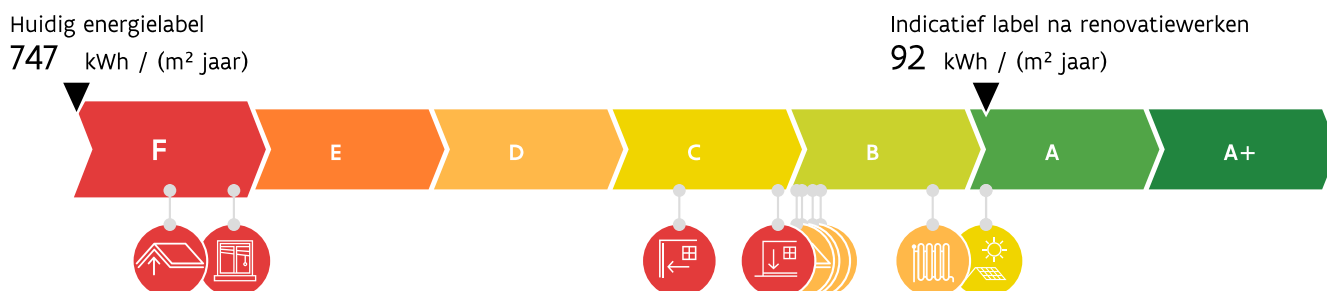 Huidig energielabel
747 kWh / (m² jaar)
Indicatief label na renovatiewerken
92 kWh / (m² jaar)
F E D C B A A+